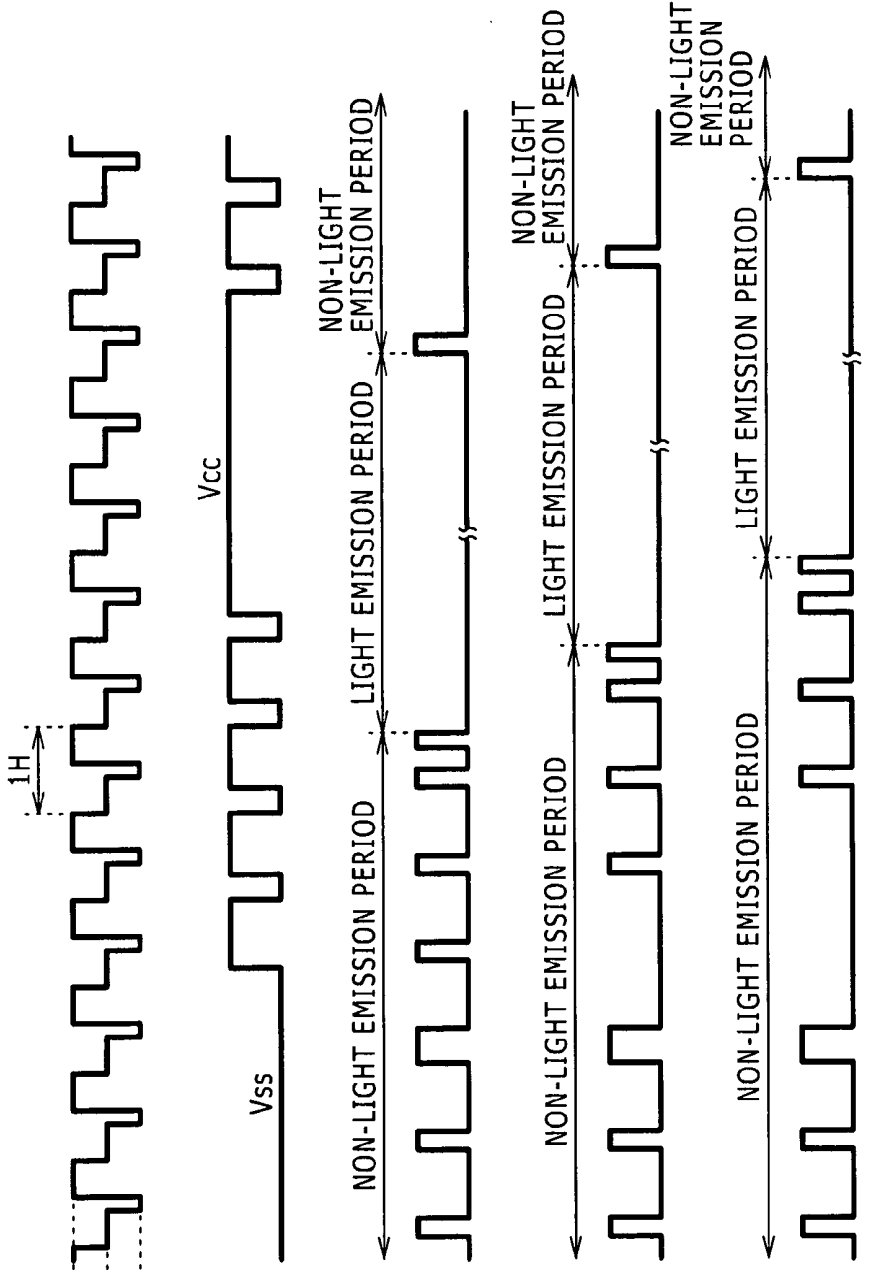 1H
Vss
Vcc
NON-LIGHT EMISSION PERIOD
LIGHT EMISSION PERIOD
NON-LIGHT
EMISSION PERIOD
NON-LIGHT EMISSION PERIOD
LIGHT EMISSION PERIOD
NON-LIGHT
EMISSION PERIOD
NON-LIGHT EMISSION PERIOD
LIGHT EMISSION PERIOD
NON-LIGHT
EMISSION
PERIOD